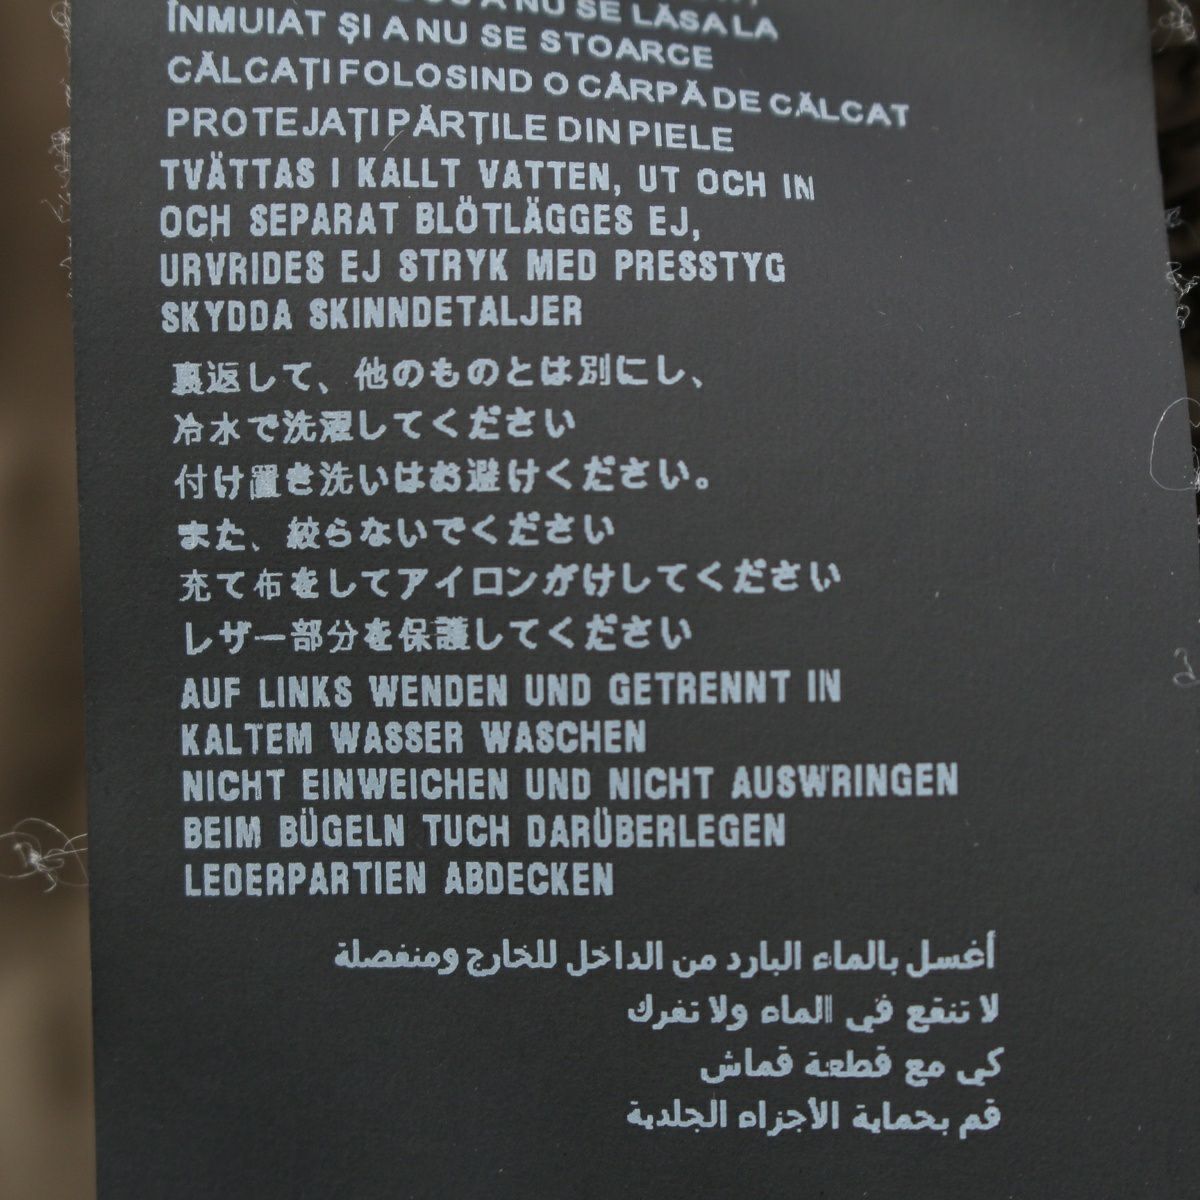 A NU SE LĂSA LA
ÎNMUIAT ŞI A NU SE STOARCE
CĂLCAŢI FOLOSIND O CÂRPĂ DE CĂLCAT
PROTEJAŢI PĂRŢILE DIN PIELE
TVÄTTAS I KALLT VATTEN, UT OCH IN
OCH SEPARAT BLÖTLÄGGES EJ,
URVRIDES EJ STRYK MED PRESSTYG
SKYDDA SKINNDETALJER
裏返して、他のものとは別にし、
冷水で洗濯してください
付け置き洗いはお避けください。
また、絞らないでください
充て布をしてアイロンがけしてください
レザー部分を保護してください
AUF LINKS WENDEN UND GETRENNT IN
KALTEM WASSER WASCHEN
NICHT EINWEICHEN UND NICHT AUSWRINGEN
BEIM BÜGELN TUCH DARÜBERLEGEN
LEDERPARTIEN ABDECKEN
أغسل بالماء البارد من الداخل للخارج ومنفصلة
لا تنقع في الماء ولا تفرك
كي مع قطعة قماش
قم بحماية الأجزاء الجلدية